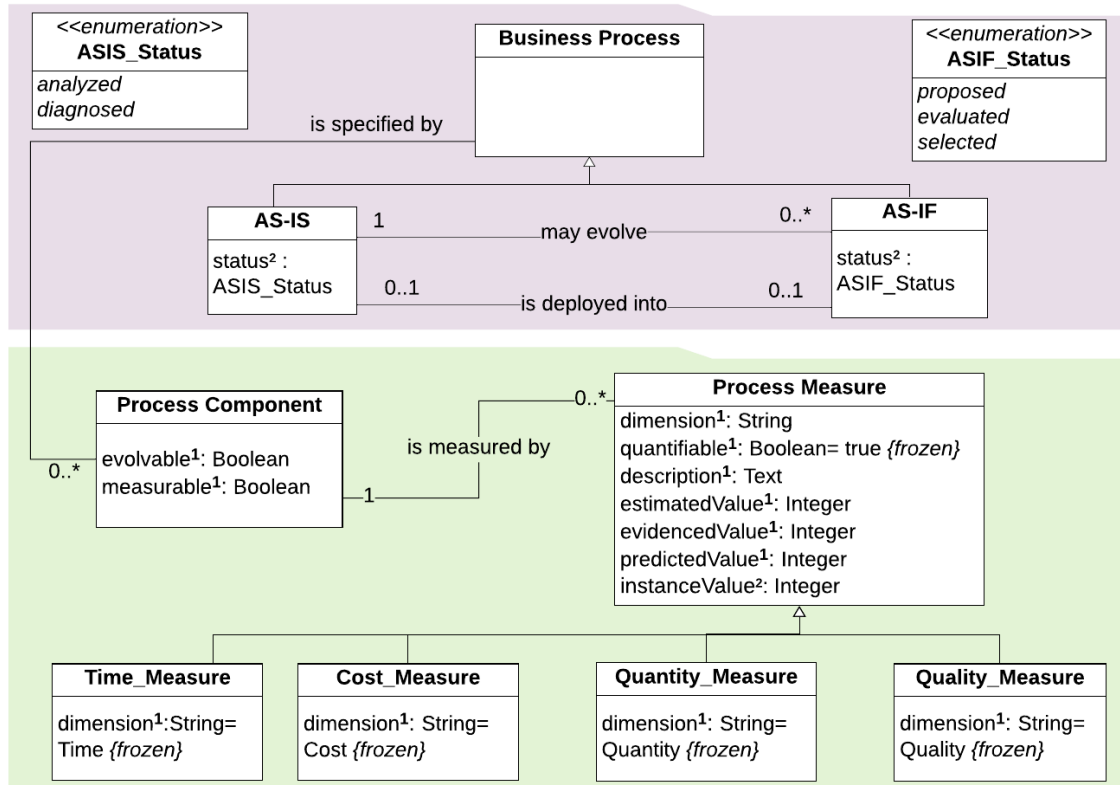 <<enumeration>>
ASIS_Status
analyzed
diagnosed
Business Process
<<enumeration>>
ASIF_Status
proposed
evaluated
selected
is specified by
AS-IS
status² :
ASIS_Status
1
may evolve
0..*
0..1
is deployed into
0..1
AS-IF
status² :
ASIF_Status
Process Component
evolvable¹: Boolean
measurable¹: Boolean
0..*
1
is measured by
0..*
Process Measure
dimension¹: String
quantifiable¹: Boolean= true {frozen}
description¹: Text
estimatedValue¹: Integer
evidencedValue¹: Integer
predictedValue¹: Integer
instanceValue²: Integer
Time_Measure
dimension¹:String=
Time {frozen}
Cost_Measure
dimension¹: String=
Cost {frozen}
Quantity_Measure
dimension¹: String=
Quantity {frozen}
Quality_Measure
dimension¹: String=
Quality {frozen}